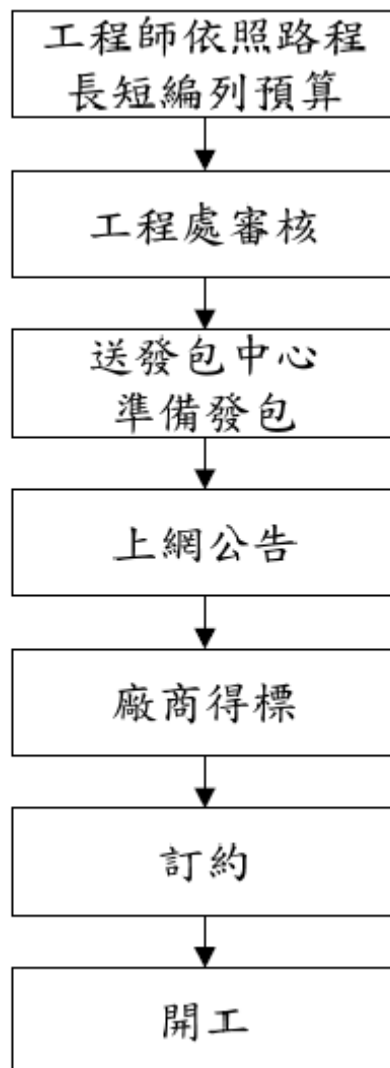 工程師依照路程
長短編列預算
工程處審核
送發包中心
準備發包
上網公告
廠商得標
訂約
開工